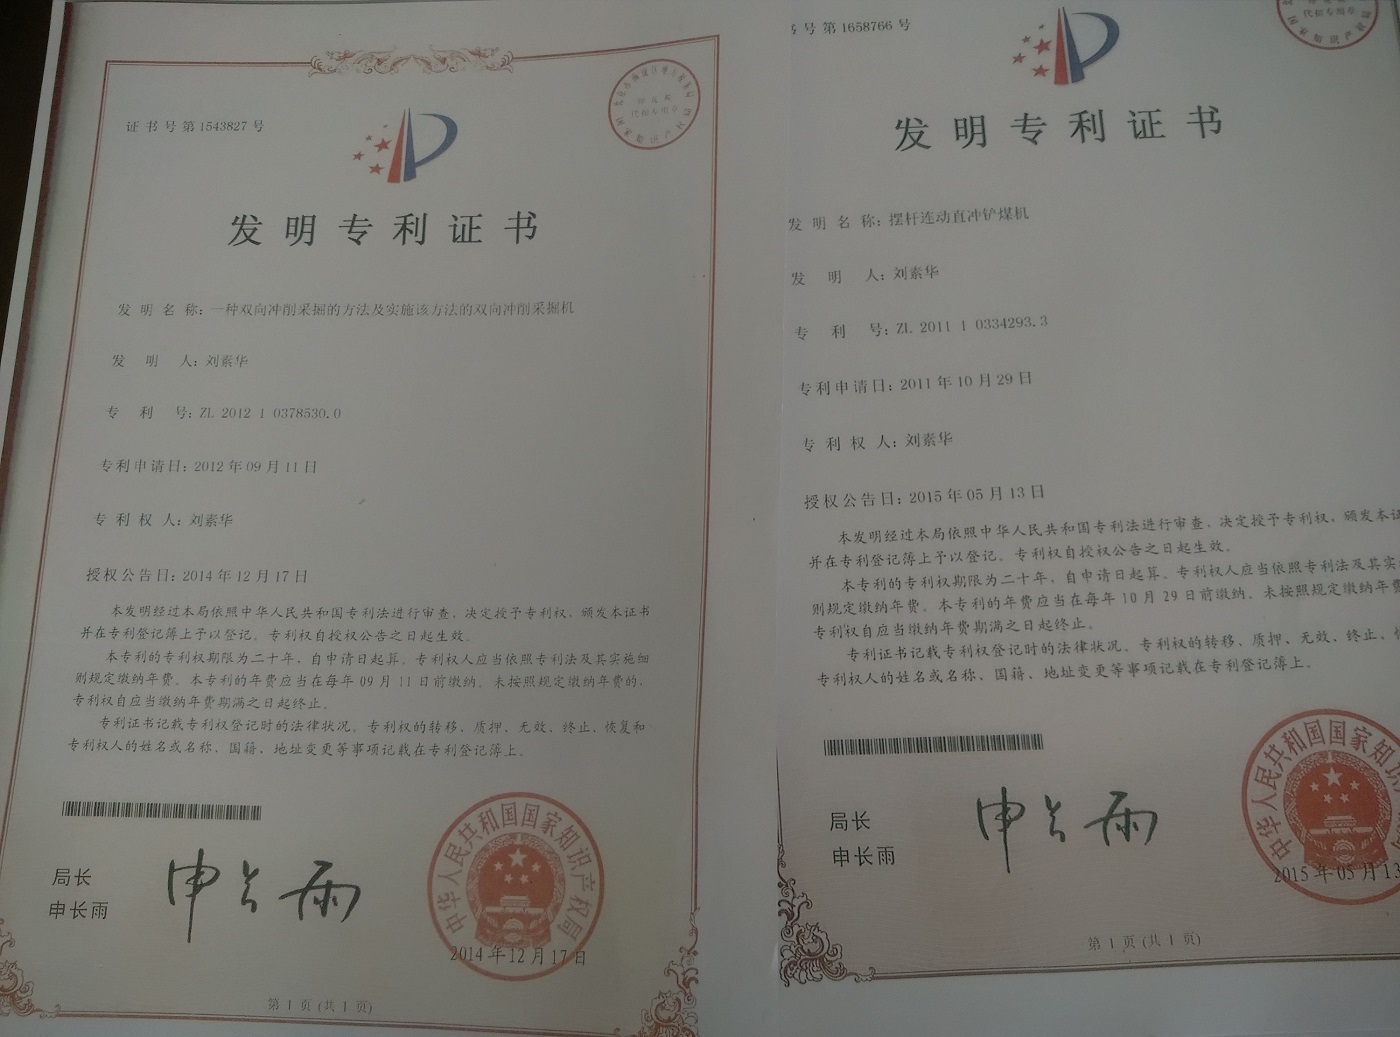 证书号第1543827号
发明专利证书
发明名称：一种双向冲削采掘的方法及实施该方法的双向冲削采掘机
发明人：刘素华
专利号：ZL 2012 1 0378530.0
专利申请日：2012年09月11日
专利权人：刘素华
授权公告日：2014年12月17日
本发明经过本局依照中华人民共和国专利法进行审查，决定授予专利权，颁发本证书
并在专利登记簿上予以登记。专利权自授权公告之日起生效。
本专利的专利权期限为二十年，自申请日起算。专利权人应当依照专利法及其实施细
则规定缴纳年费。本专利的年费应当在每年09月11日前缴纳。未按照规定缴纳年费的，
专利权自应当缴纳年费期满之日起终止。
专利证书记载专利权登记时的法律状况。专利权的转移、质押、无效、终止、恢复和
专利权人的姓名或名称、国籍、地址变更等事项记载在专利登记簿上。
局长
申长雨
申长雨
中华人民共和国国家知识产权局
2014年12月17日
第1页(共1页)
号第1658766号
代办专用章
国家知识产权局
发明专利证书
发明名称：摆杆连动直冲铲煤机
发明人：刘素华
专利号：ZL 2011 1 0334293.3
专利申请日：2011年10月29日
专利权人：刘素华
授权公告日：2015年05月13日
本发明经过本局依照中华人民共和国专利法进行审查，决定授予专利权，颁发本证
并在专利登记簿上予以登记。专利权自授权公告之日起生效。
本专利的专利权期限为二十年，自申请日起算。专利权人应当依照专利法及其实
则规定缴纳年费。本专利的年费应当在每年10月29日前缴纳。未按照规定缴纳年费
专利权自应当缴纳年费期满之日起终止。
专利证书记载专利权登记时的法律状况。专利权的转移、质押、无效、终止、
专利权人的姓名或名称、国籍、地址变更等事项记载在专利登记簿上。
局长
申长雨
申长雨
中华人民共和国国家知识
2015年05月13
第1页(共1页)